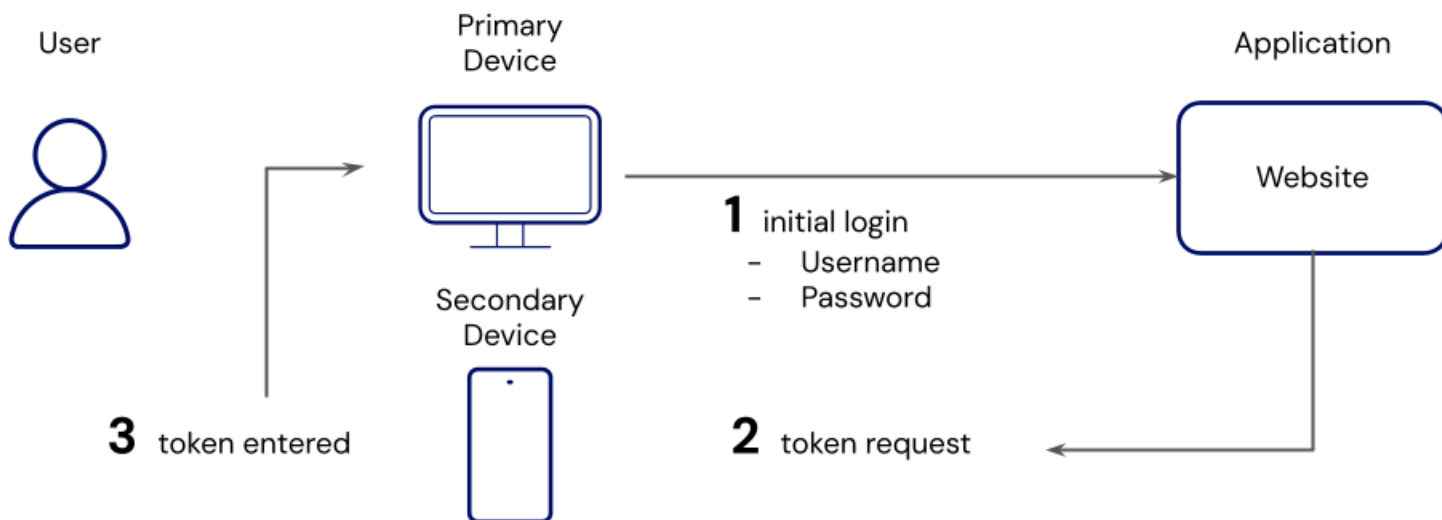 User
Primary
Device
Application
Website
1 initial login
- Username
- Password
Secondary
Device
3 token entered
2 token request